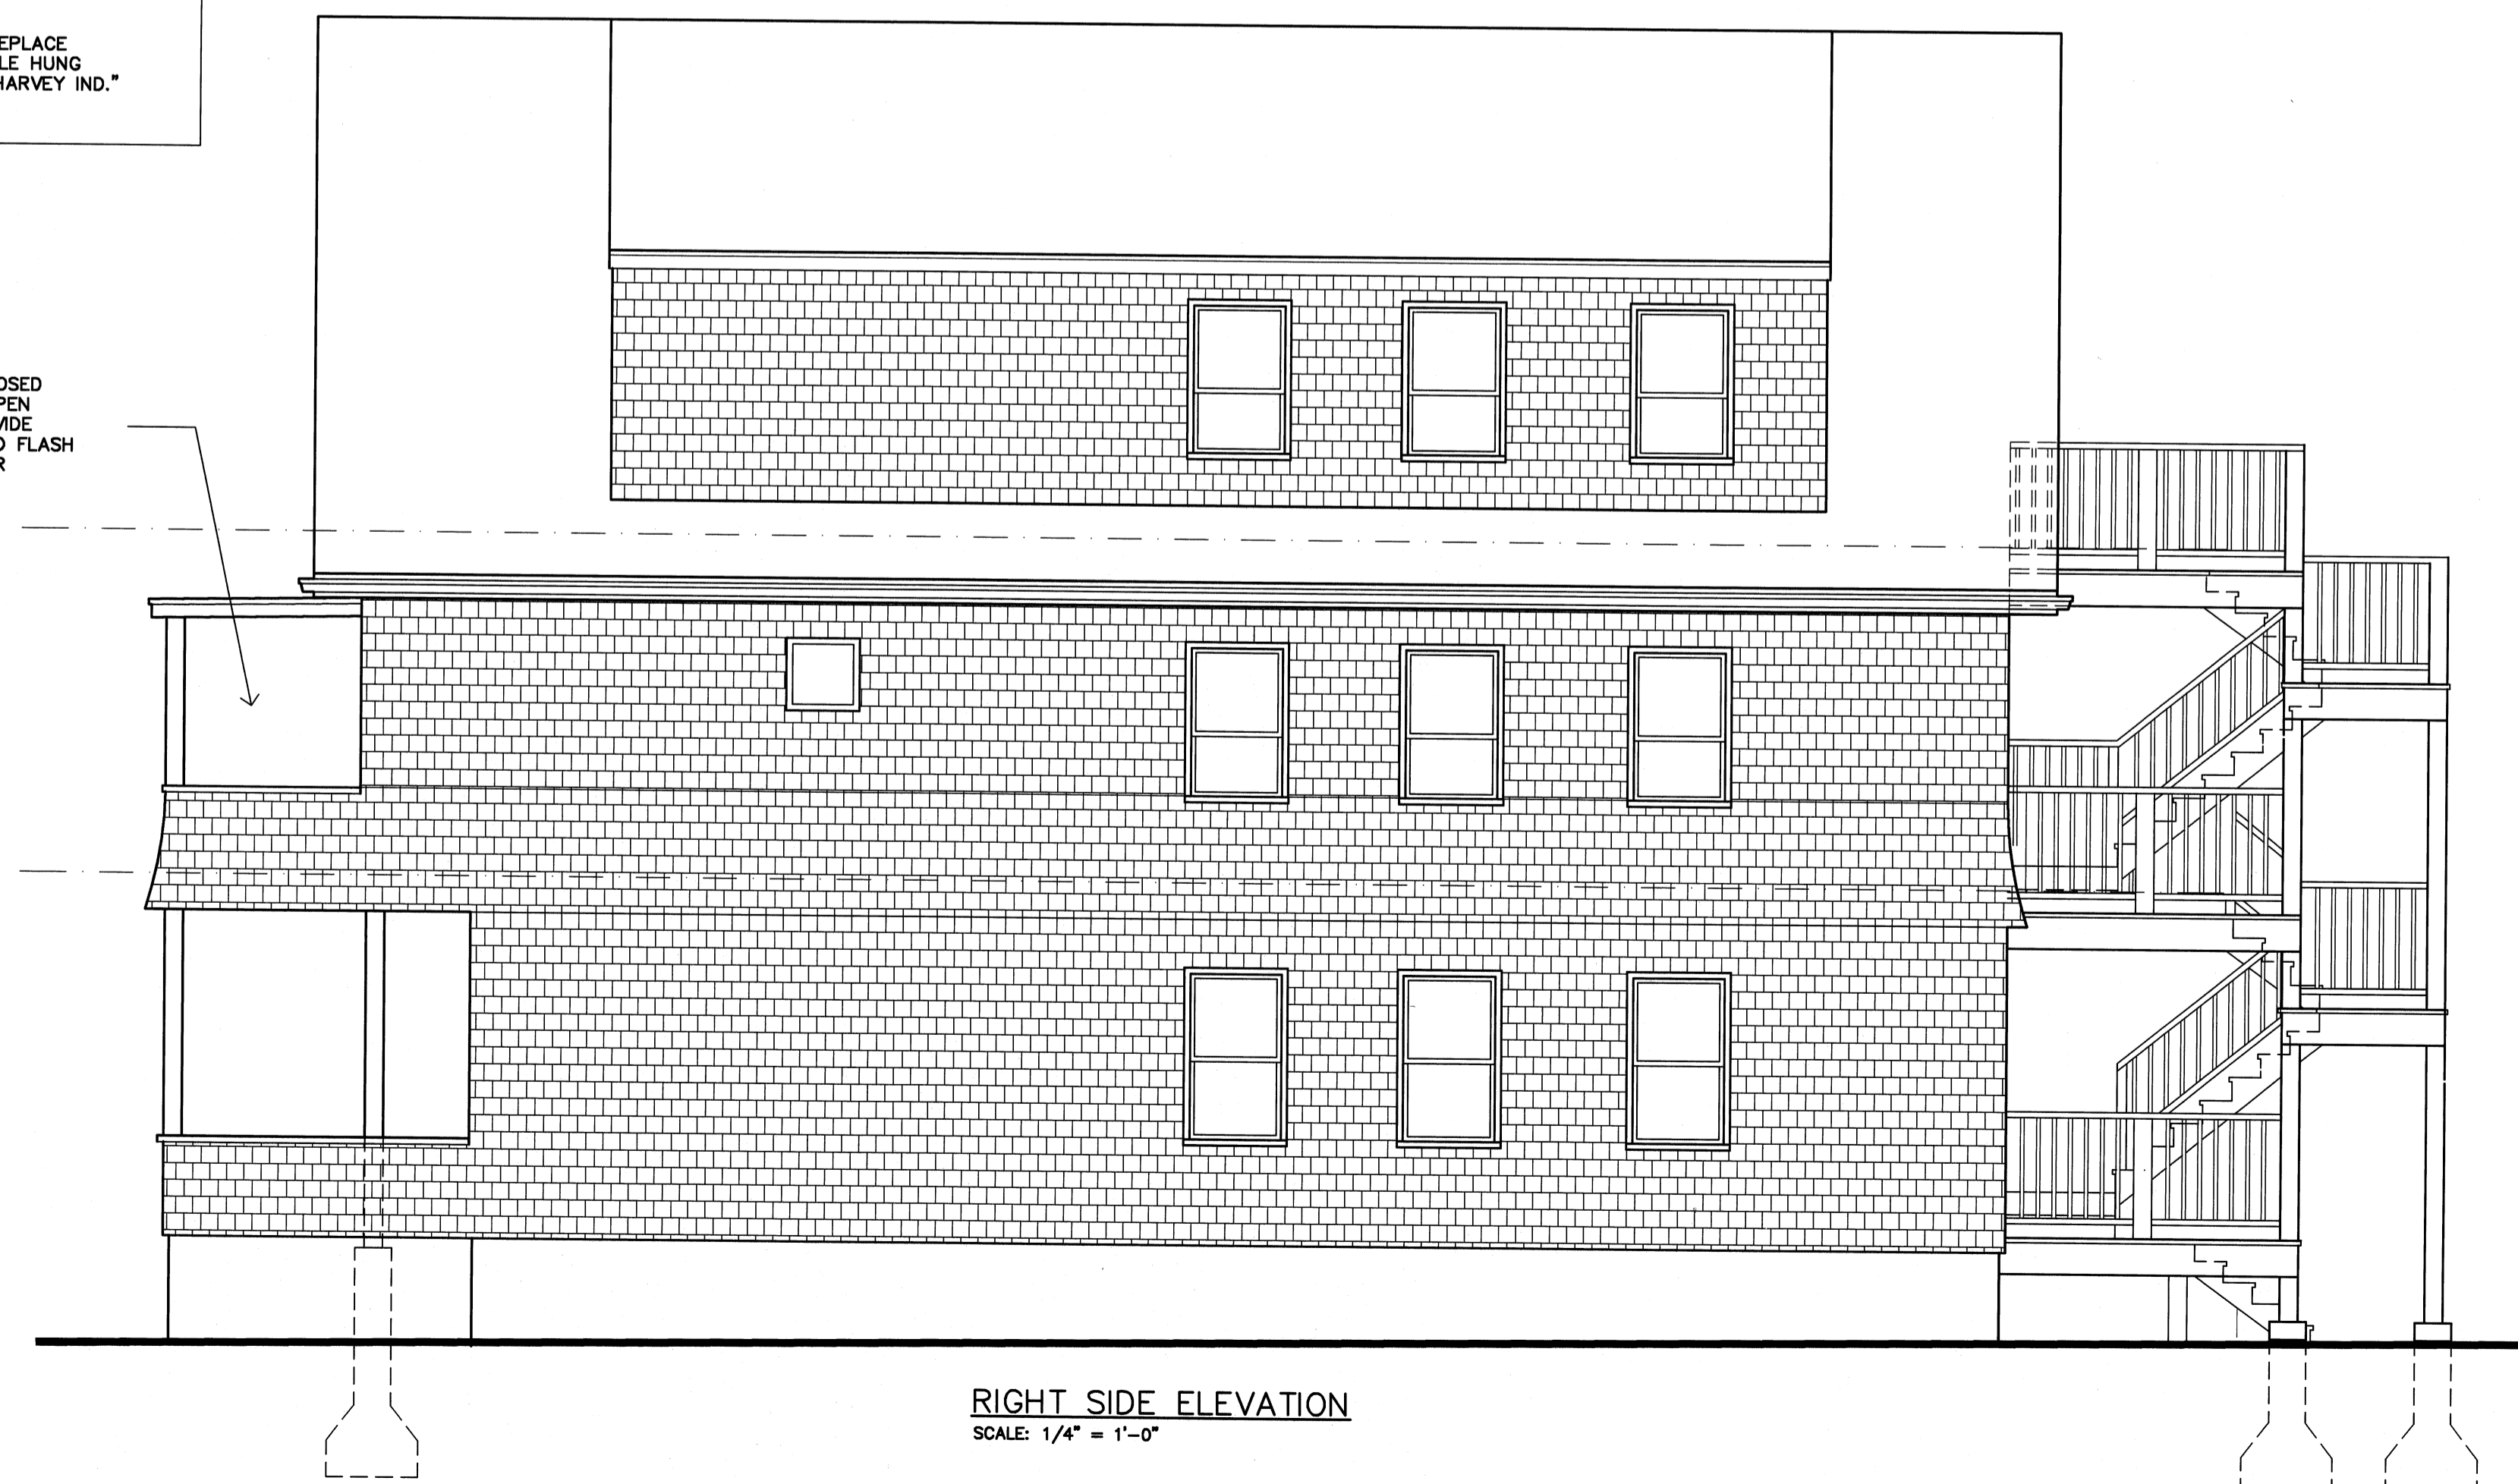 EPLACE
LE HUNG
HARVEY IND."
OSED
PEN
VIDE
D FLASH
R
RIGHT SIDE ELEVATION
SCALE: 1/4" = 1'-0"